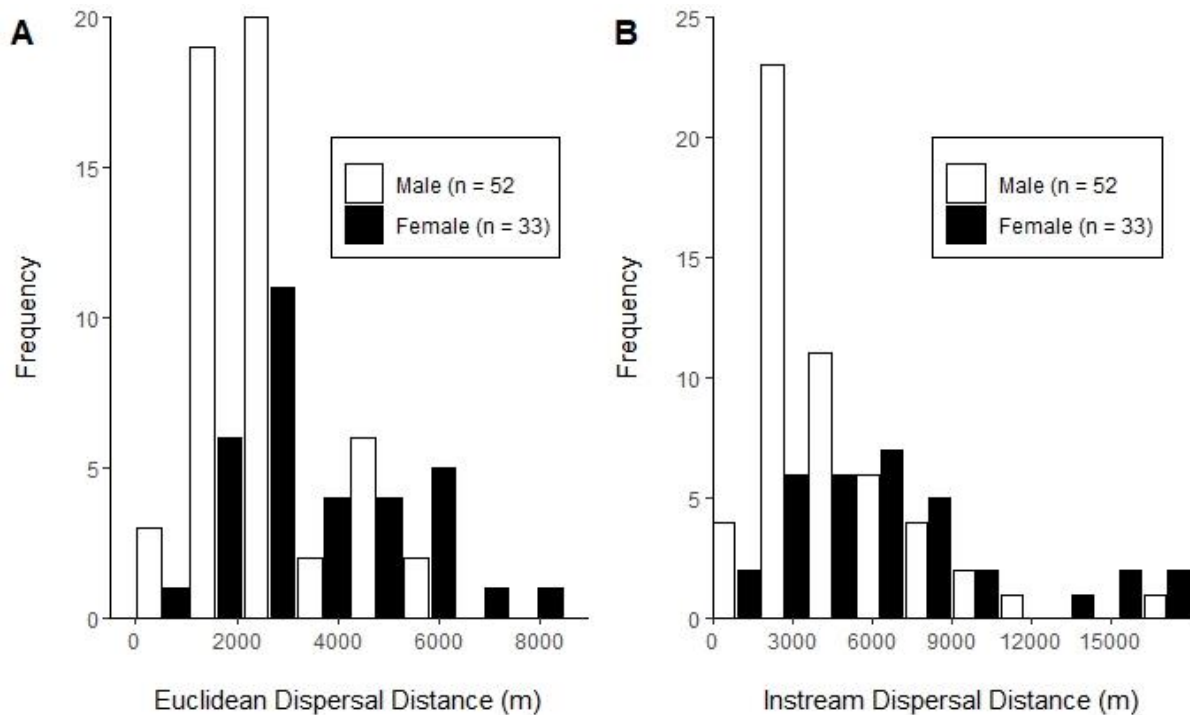 A
20
15
10
5
0
Frequency
Male (n = 52
Female (n = 33)
0
2000
4000
6000
8000
Euclidean Dispersal Distance (m)
B
25
20
15
10
5
0
Frequency
Male (n = 52
Female (n = 33)
0
3000
6000
9000
12000
15000
Instream Dispersal Distance (m)